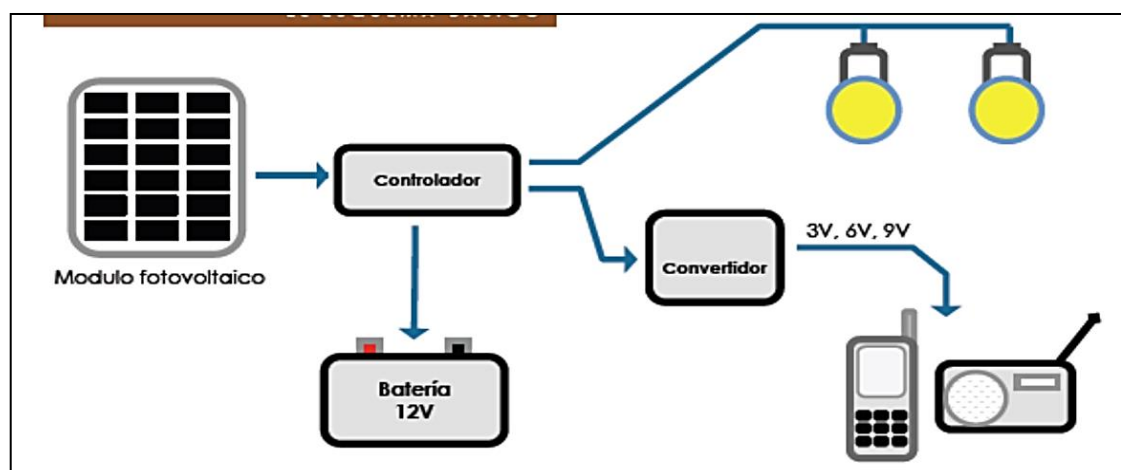 Controlador
3V, 6V, 9V
Convertidor
Modulo fotovoltaico
Batería
12V